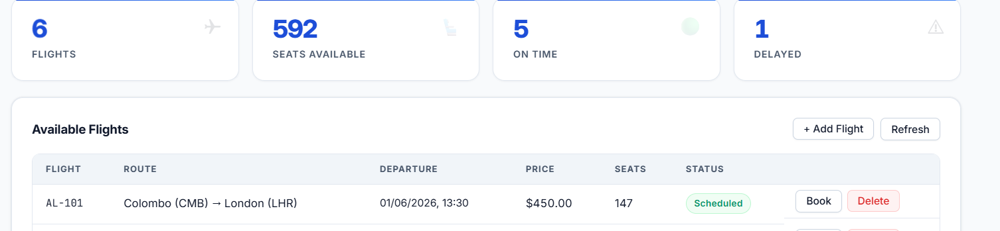 6
FLIGHTS
592
SEATS AVAILABLE
5
ON TIME
1
DELAYED
Available Flights
+ Add Flight
Refresh
FLIGHT ROUTE DEPARTURE PRICE SEATS STATUS
AL-101 Colombo (CMB) → London (LHR) 01/06/2026, 13:30 $450.00 147 Scheduled Book Delete